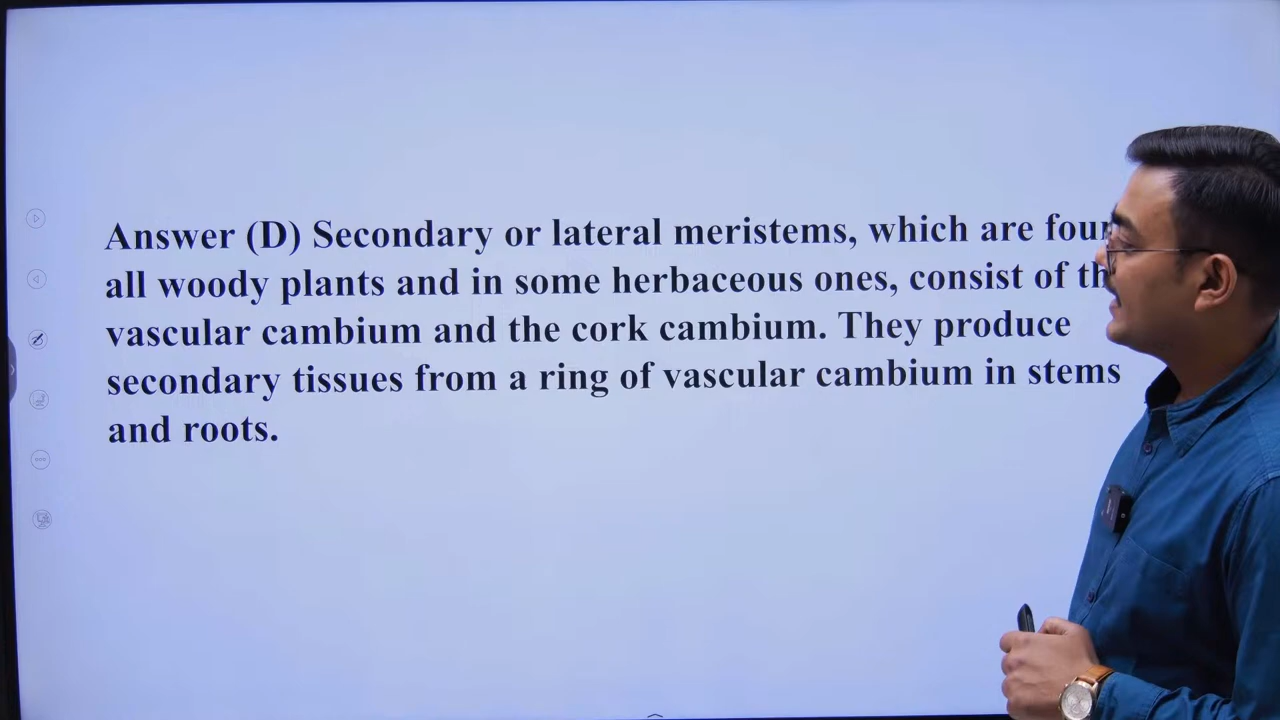 Answer (D) Secondary or lateral meristems, which are
all woody plants and in some herbaceous ones, consist of
vascular cambium and the cork cambium. They produce
secondary tissues from a ring of vascular cambium in stems
and roots.